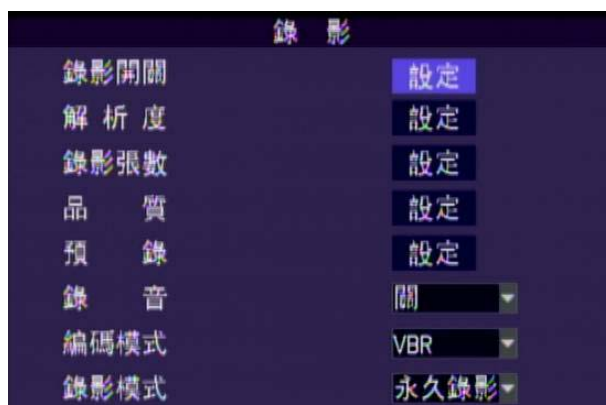 錄 影
錄影開關 設定
解 析 度 設定
錄影張數 設定
品 質 設定
預 錄 設定
錄 音 關
編碼模式 VBR
錄影模式 永久錄影